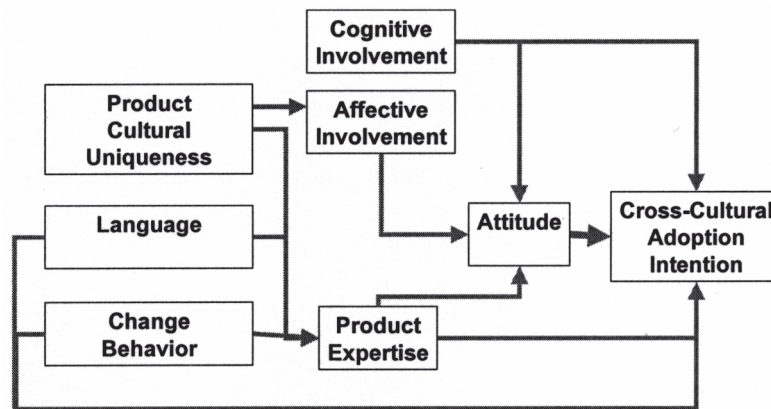 Cognitive
Involvement
Product
Cultural
Uniqueness
Affective
Involvement
Language
Attitude
Cross-Cultural
Adoption
Intention
Change
Behavior
Product
Expertise